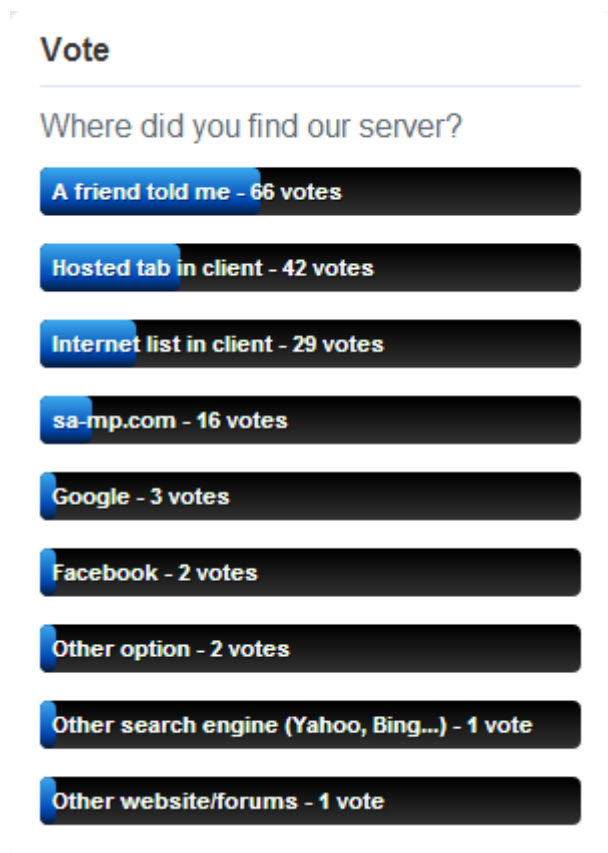 Vote
Where did you find our server?
A friend told me - 66 votes
Hosted tab in client - 42 votes
Internet list in client - 29 votes
sa-mp.com - 16 votes
Google - 3 votes
Facebook - 2 votes
Other option - 2 votes
Other search engine (Yahoo, Bing...) - 1 vote
Other website/forums - 1 vote